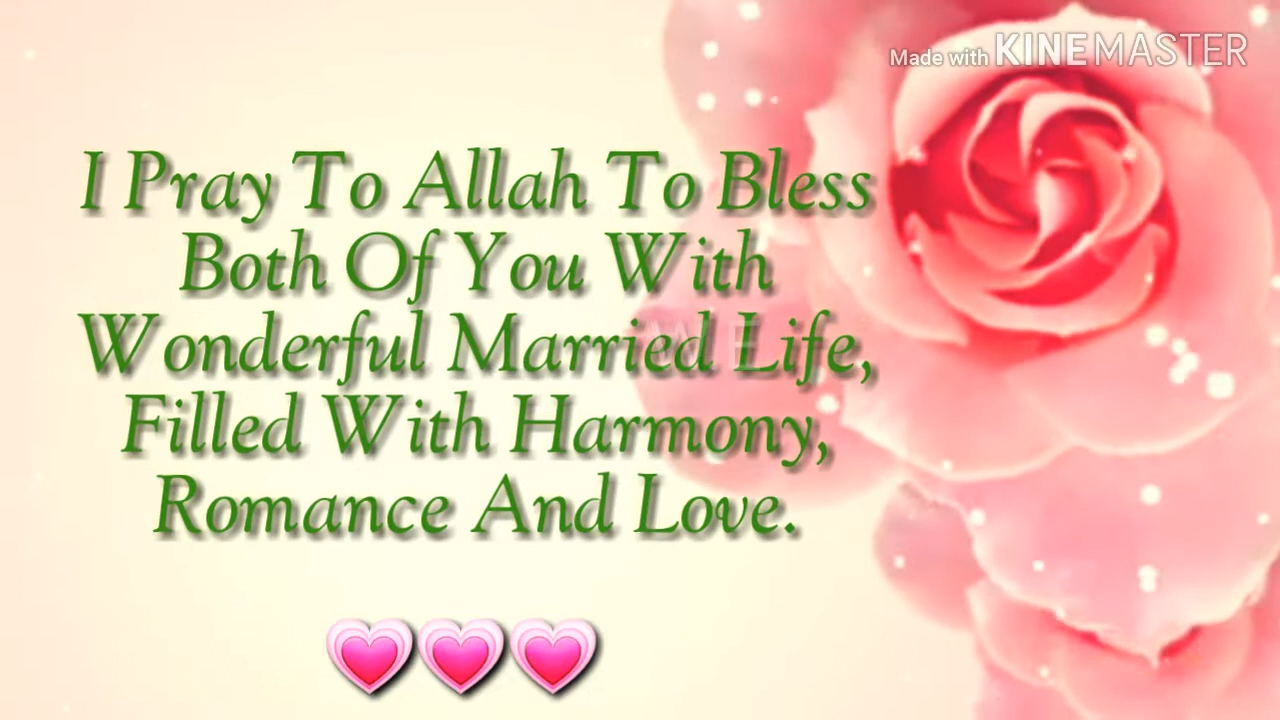 Made with KINEMASTER
I Pray To Allah To Bless
Both Of You With
Wonderful Married Life,
Filled With Harmony,
Romance And Love.